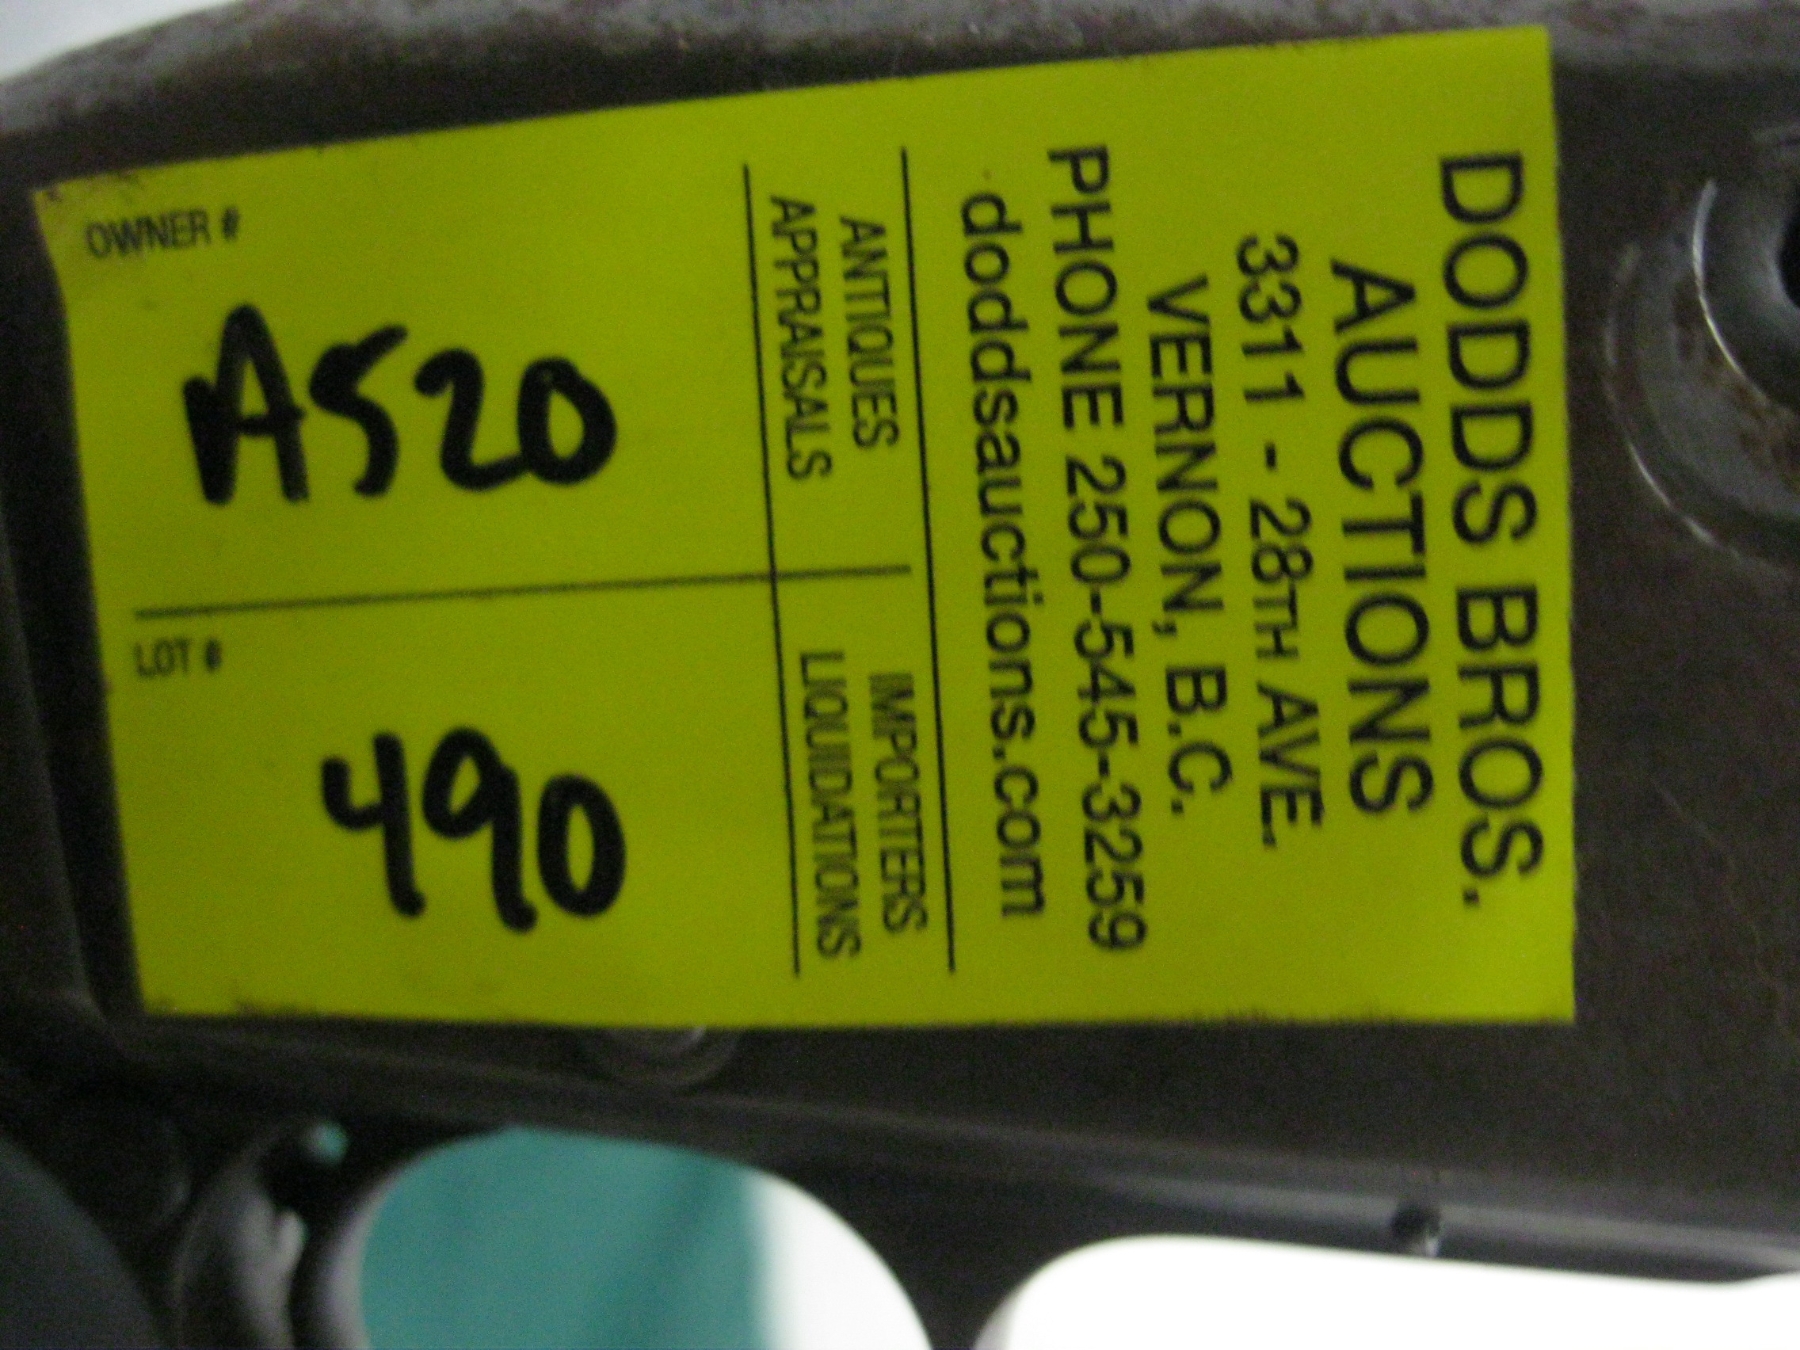 DODDS BROS.
AUCTIONS
3311 - 28TH AVE.
VERNON, B.C.
PHONE 250-545-3259
doddsauctions.com
ANTIQUES
APPRAISALS
IMPORTERS
LIQUIDATIONS
OWNER #
A520
LOT #
490